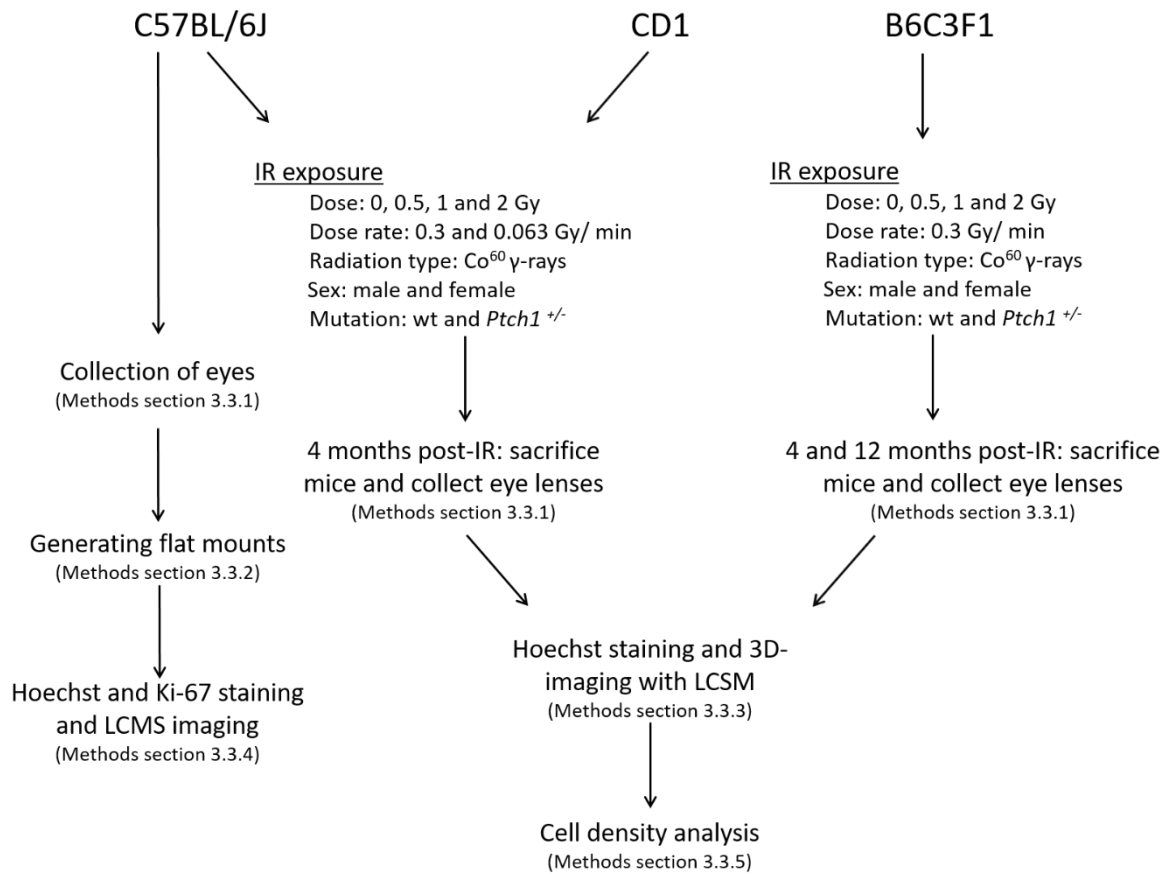 C57BL/6J
CD1
B6C3F1
IR exposure
Dose: 0, 0.5, 1 and 2 Gy
Dose rate: 0.3 and 0.063 Gy/ min
Radiation type: Co⁶⁰ γ-rays
Sex: male and female
Mutation: wt and Ptch1 +/-
IR exposure
Dose: 0, 0.5, 1 and 2 Gy
Dose rate: 0.3 Gy/ min
Radiation type: Co⁶⁰ γ-rays
Sex: male and female
Mutation: wt and Ptch1 +/-
Collection of eyes
(Methods section 3.3.1)
4 months post-IR: sacrifice
mice and collect eye lenses
(Methods section 3.3.1)
4 and 12 months post-IR: sacrifice
mice and collect eye lenses
(Methods section 3.3.1)
Generating flat mounts
(Methods section 3.3.2)
Hoechst and Ki-67 staining
and LCMS imaging
(Methods section 3.3.4)
Hoechst staining and 3D-
imaging with LCSM
(Methods section 3.3.3)
Cell density analysis
(Methods section 3.3.5)